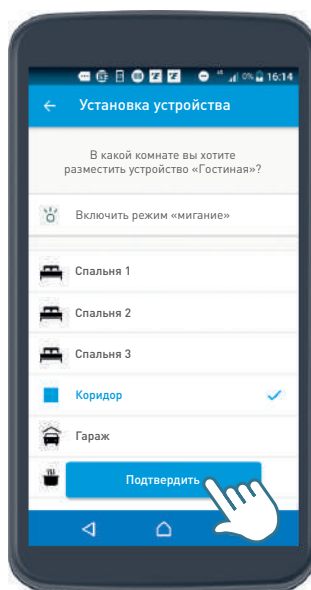 0% 16:14
Установка устройства
В какой комнате вы хотите
разместить устройство «Гостиная»?
Включить режим «мигание»
Спальня 1
Спальня 2
Спальня 3
Коридор
Гараж
Подтвердить